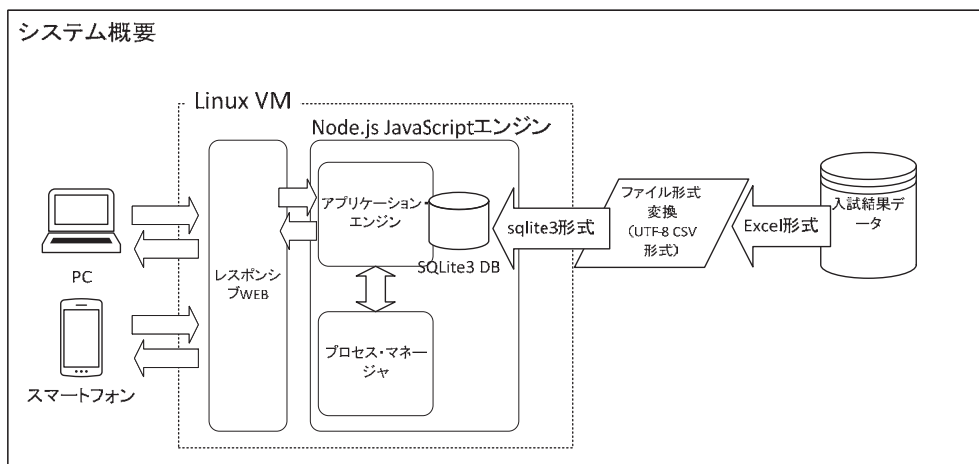 システム概要
Linux VM
Node.js JavaScriptエンジン
アプリケーション・
エンジン
SQLite3 DB
プロセス・マネー
ジャ
レスポンシ
ブWEB
PC
スマートフォン
sqlite3形式
ファイル形式
変換
（UTF-8 CSV
形式）
Excel形式
入試結果デ
ータ